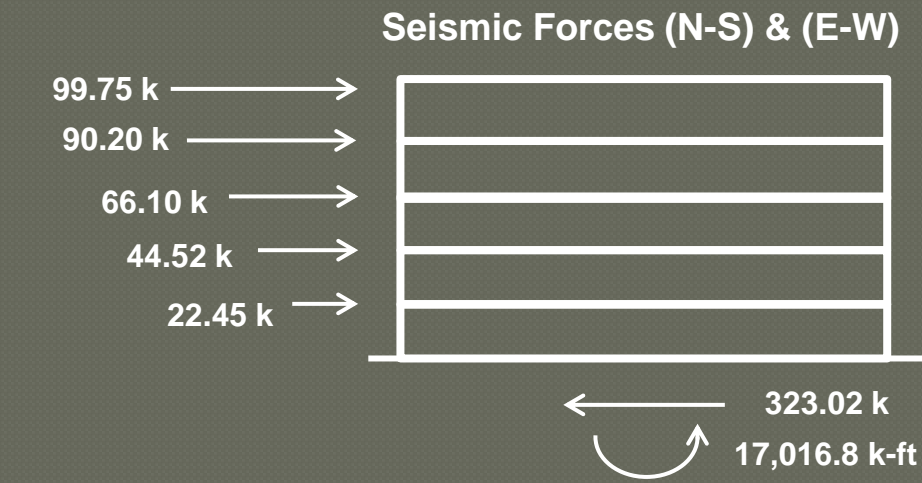 Seismic Forces (N-S) & (E-W)
99.75 k
90.20 k
66.10 k
44.52 k
22.45 k
323.02 k
17,016.8 k-ft